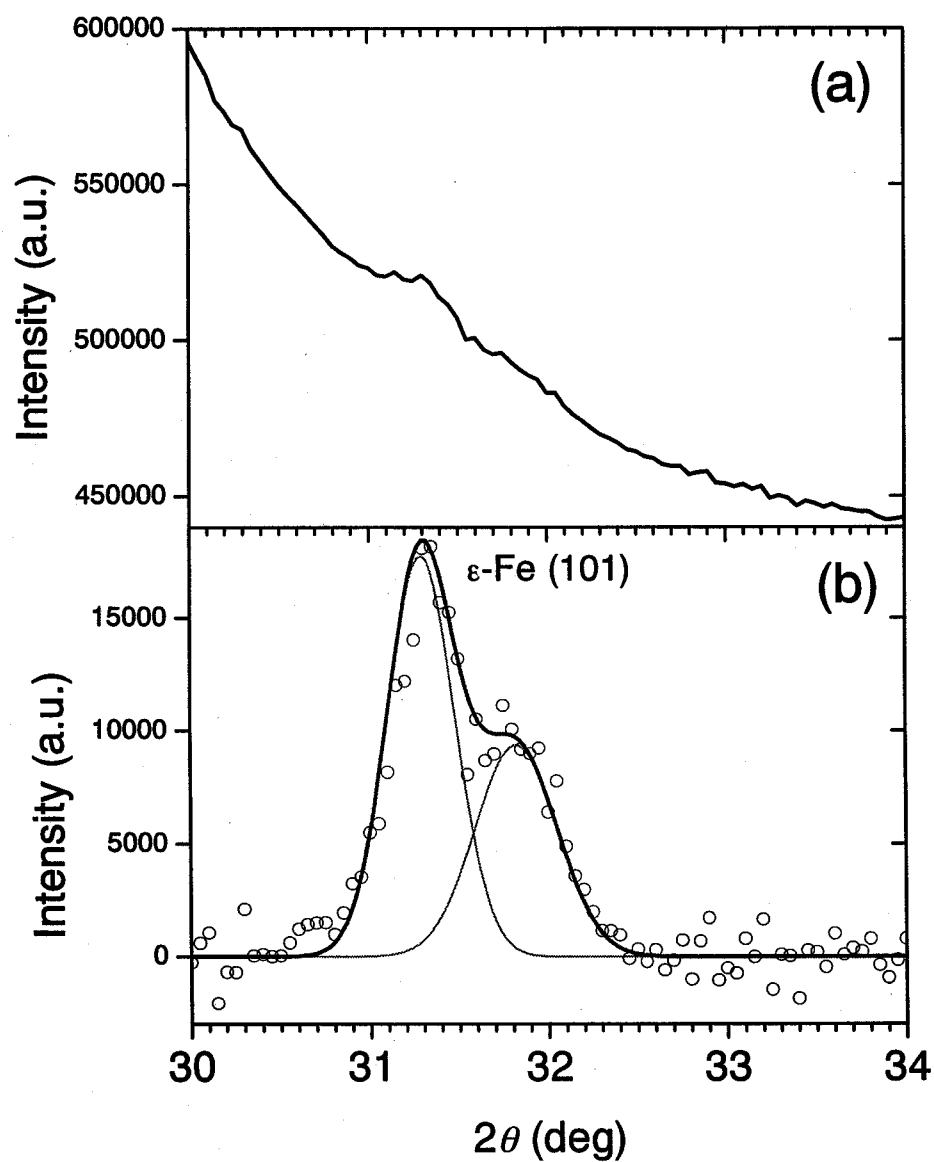 600000
(a)
550000
500000
450000
Intensity (a.u.)
ε-Fe (101)
(b)
15000
10000
5000
0
Intensity (a.u.)
30 31 32 33 34
2θ (deg)